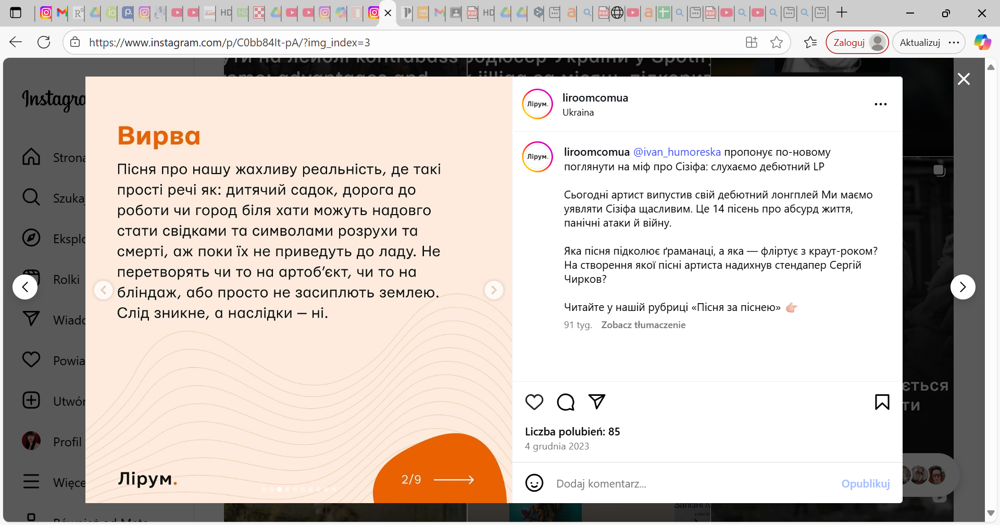 https://www.instagram.com/p/C0bb84It-pA/?img_index=3
Zaloguj
Aktualizuj
Instagra
Strona
Szukaj
Eksplo
Rolki
Wiado
Powia
Utwór
Profil
Więce
Również od Meta
Вирва
Пісня про нашу жахливу реальність, де такі
прості речі як: дитячий садок, дорога до
роботи чи город біля хати можуть надовго
стати свідками та символами розрухи та
смерті, аж поки їх не приведуть до ладу. Не
перетворять чи то на артоб’єкт, чи то на
бліндаж, або просто не засиплють землею.
Слід зникне, а наслідки — ні.
Лірум.
2/9
Лірум.
liroomcomua
Ukraina
Лірум.
liroomcomua @ivan_humoreska пропонує по-новому
поглянути на міф про Сізіфа: слухаємо дебютний LP
Сьогодні артист випустив свій дебютний лонгплей Ми маємо
уявляти Сізіфа щасливим. Це 14 пісень про абсурд життя,
панічні атаки й війну.
Яка пісня підколює ґраманаці, а яка — фліртує з краут-роком?
На створення якої пісні артиста надихнув стендапер Сергій
Чирков?
Читайте у нашій рубриці «Пісня за піснею» 👉🏻
91 tyg. Zobacz tłumaczenie
Liczba polubień: 85
4 grudnia 2023
Dodaj komentarz...
Opublikuj
ється
ти